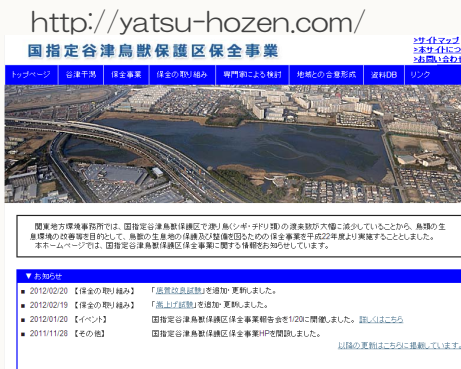 http://yatsu-hozen.com/
国指定谷津鳥獣保護区保全事業
>サイトマップ
>本サイトにつ
>お問い合わせ
トップページ 谷津干潟 保全事業 保全の取り組み 専門家による検討 地域との合意形成 資料DB リンク
関東地方環境事務所では、国指定谷津鳥獣保護区で渡り鳥(シギ・チドリ類)の渡来数が大幅に減少していることから、鳥類の生
息環境の改善等を目的として、鳥獣の生息地の保護及び整備を図るための保全事業を平成22年度より実施することとしました。
本ホームページでは、国指定谷津鳥獣保護区保全事業に関する情報をお知らせしています。
▼お知らせ
■ 2012/02/20 【保全の取り組み】 「底質改良試験」を追加・更新しました。
■ 2012/02/19 【保全の取り組み】 「嵩上げ試験」を追加・更新しました。
■ 2012/01/20 【イベント】 国指定谷津鳥獣保護区保全事業報告会を1/20に開催しました。 詳しくはこちら
■ 2011/11/28 【その他】 国指定谷津鳥獣保護区保全事業HPを開設しました。
以降の更新はこちらに掲載しています。